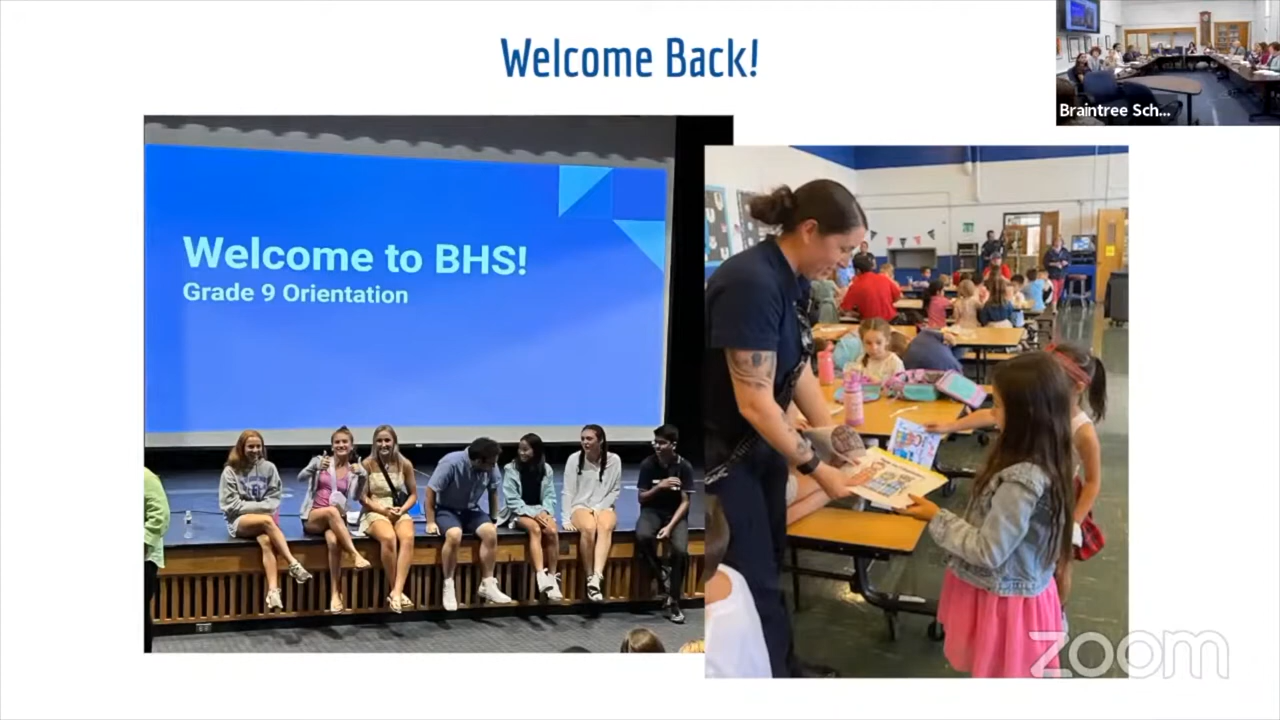 Welcome Back!
Braintree Sch...
Welcome to BHS!
Grade 9 Orientation
zoom